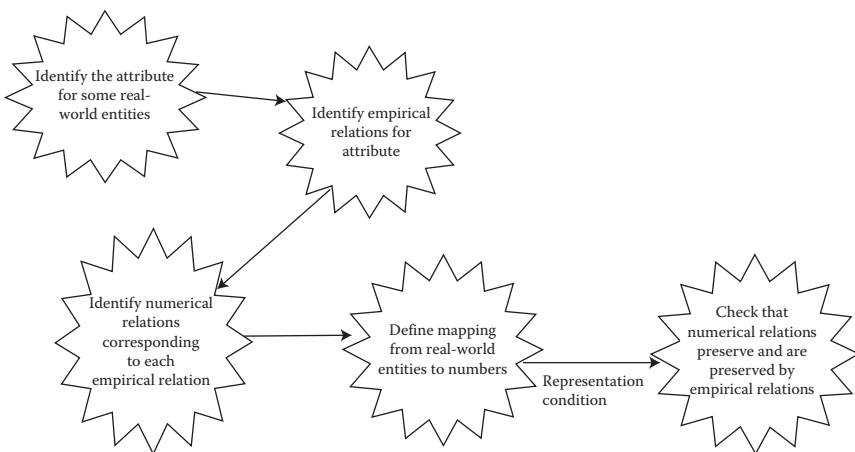 Identify the attribute
for some real-
world entities
Identify empirical
relations for
attribute
Identify numerical
relations
corresponding
to each
empirical relation
Define mapping
from real-world
entities to numbers
Representation
condition
Check that
numerical relations
preserve and are
preserved by
empirical relations